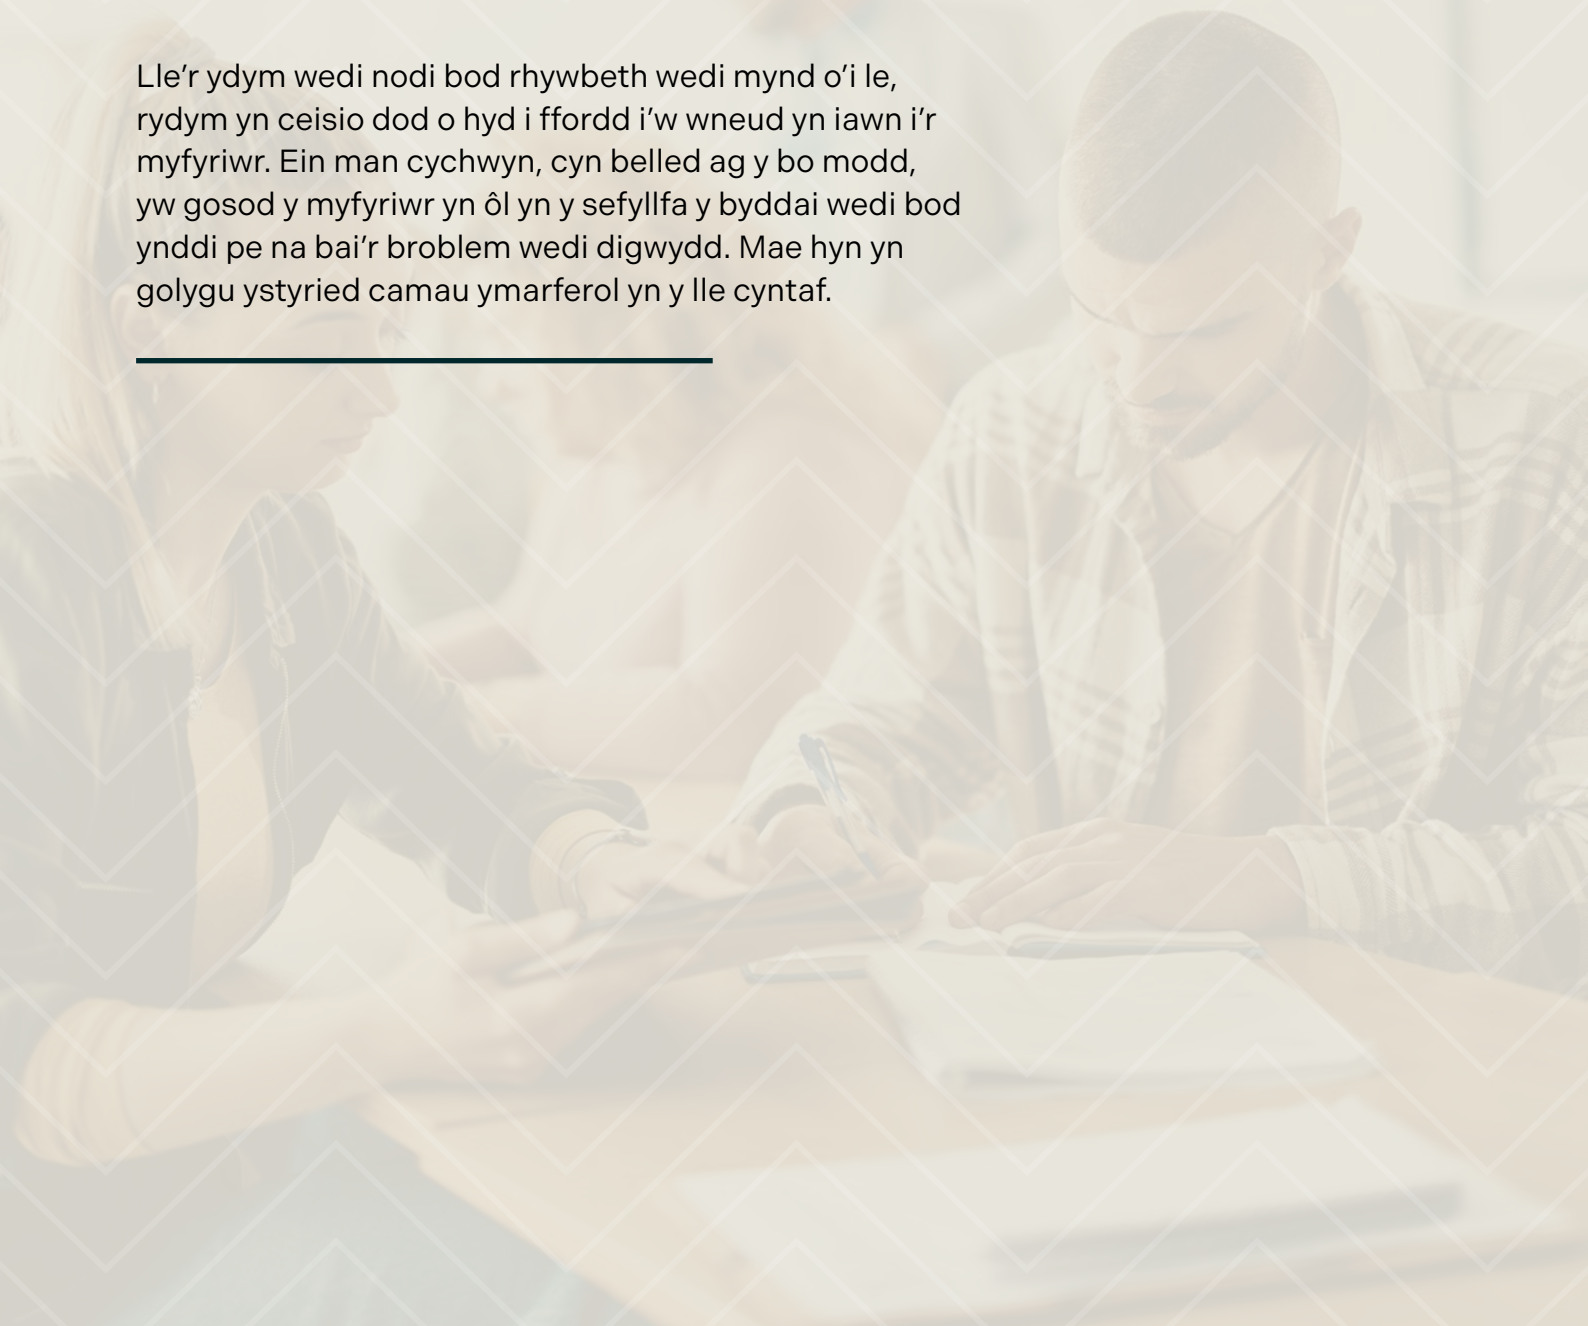 Lle’r ydym wedi nodi bod rhywbeth wedi mynd o’i le,
rydym yn ceisio dod o hyd i ffordd i’w wneud yn iawn i’r
myfyriwr. Ein man cychwyn, cyn belled ag y bo modd,
yw gosod y myfyriwr yn ôl yn y sefyllfa y byddai wedi bod
ynddi pe na bai’r broblem wedi digwydd. Mae hyn yn
golygu ystyried camau ymarferol yn y lle cyntaf.